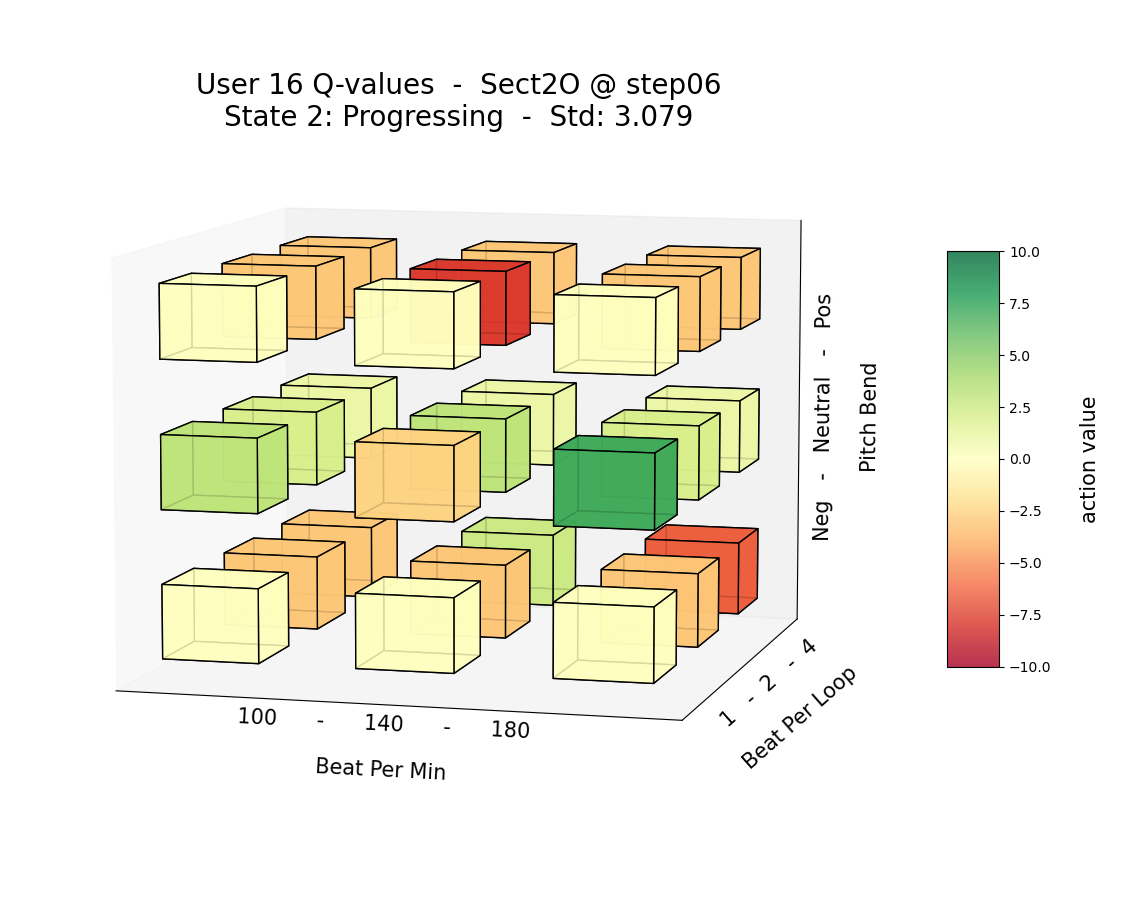 User 16 Q-values  -  Sect2O @ step06
State 2: Progressing  -  Std: 3.079
Neg  -  Neutral  -  Pos
Pitch Bend
100  -  140  -  180
Beat Per Min
1 - 2 - 4
Beat Per Loop
10.0
7.5
5.0
2.5
0.0
−2.5
−5.0
−7.5
−10.0
action value